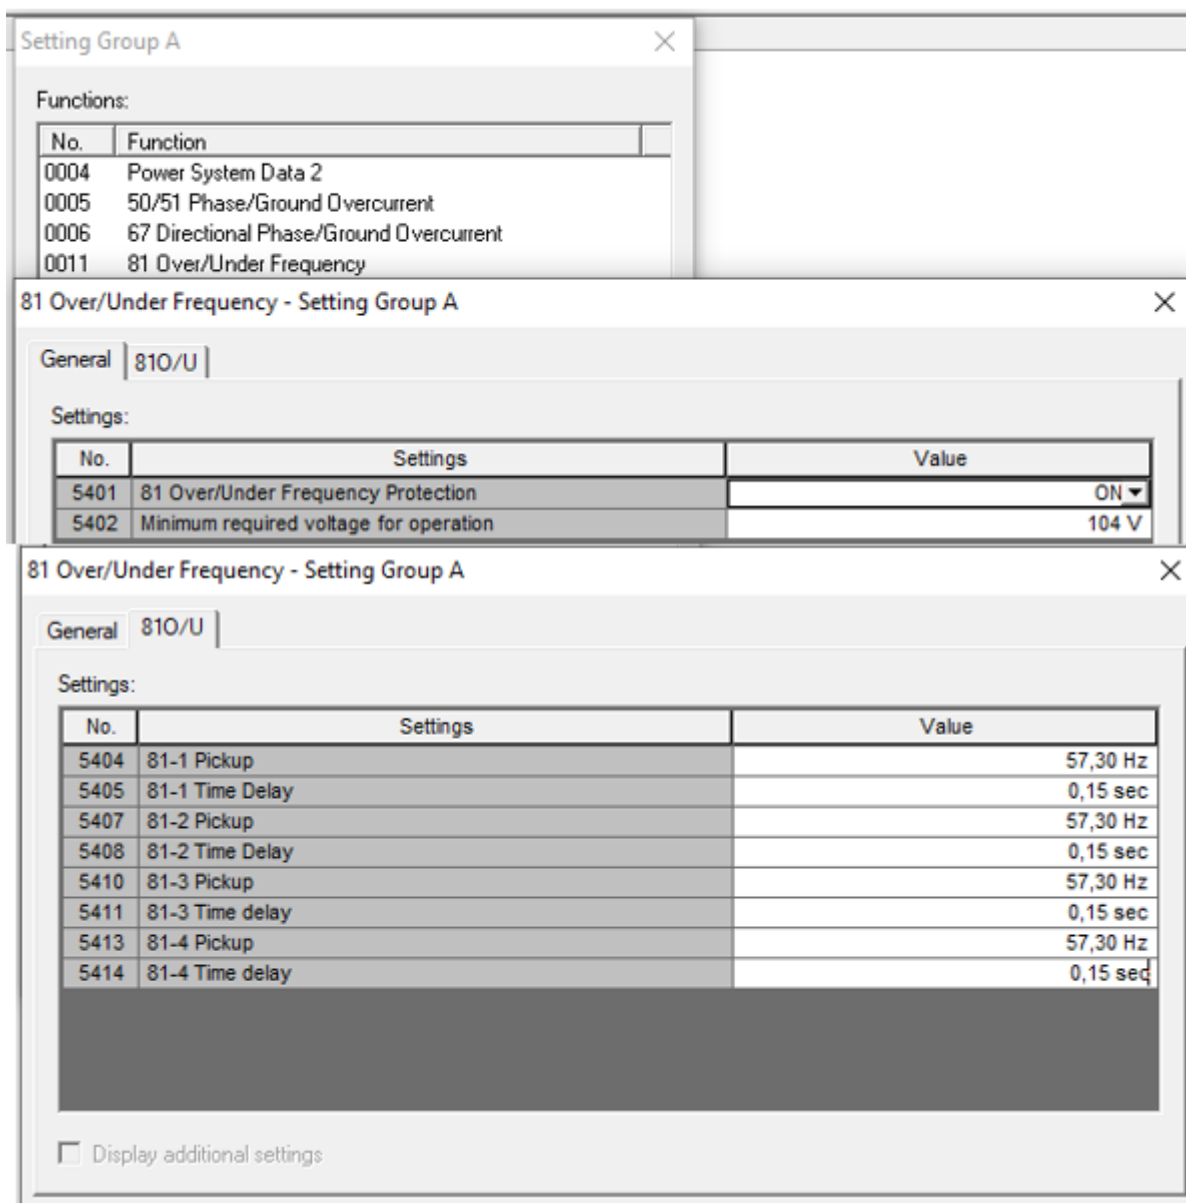 Setting Group A
Functions:
No. Function
0004 Power System Data 2
0005 50/51 Phase/Ground Overcurrent
0006 67 Directional Phase/Ground Overcurrent
0011 81 Over/Under Frequency
81 Over/Under Frequency - Setting Group A
General 81O/U
Settings:
No. Settings Value
5401 81 Over/Under Frequency Protection ON
5402 Minimum required voltage for operation 104 V
81 Over/Under Frequency - Setting Group A
General 81O/U
Settings:
No. Settings Value
5404 81-1 Pickup 57,30 Hz
5405 81-1 Time Delay 0,15 sec
5407 81-2 Pickup 57,30 Hz
5408 81-2 Time Delay 0,15 sec
5410 81-3 Pickup 57,30 Hz
5411 81-3 Time delay 0,15 sec
5413 81-4 Pickup 57,30 Hz
5414 81-4 Time delay 0,15 sec
Display additional settings